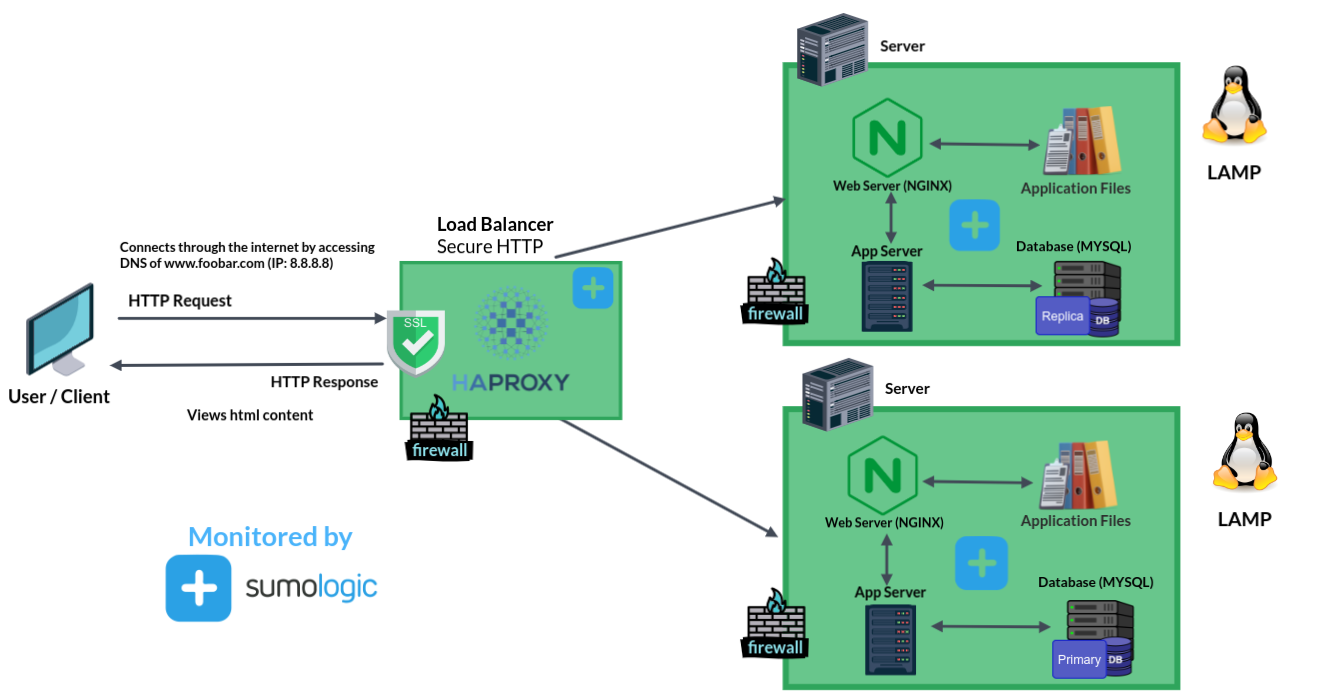 Server
LAMP
Web Server (NGINX)
Application Files
App Server
Database (MYSQL)
Replica
DB
firewall
Load Balancer
Secure HTTP
Connects through the internet by accessing
DNS of www.foobar.com (IP: 8.8.8.8)
HTTP Request
SSL
HAPROXY
HTTP Response
User / Client
Views html content
firewall
Server
LAMP
Web Server (NGINX)
Application Files
App Server
Database (MYSQL)
Primary
DB
firewall
Monitored by
sumologic